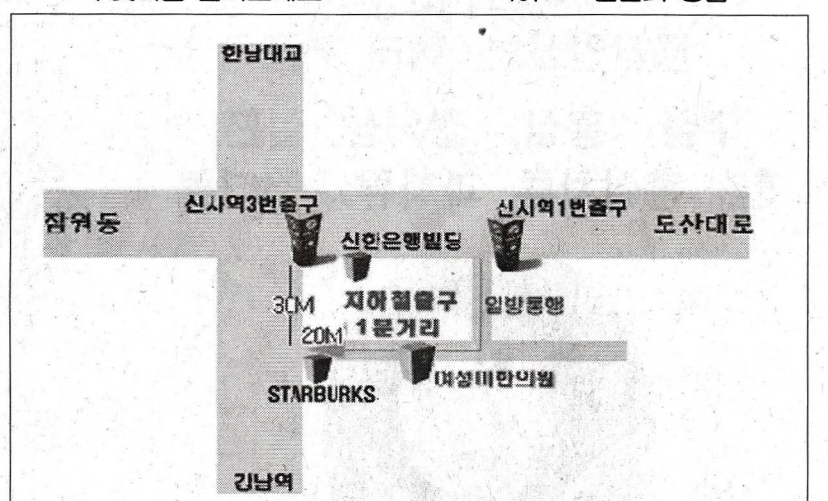 한남대교
신사역3번출구
신시역1번출구
잠원동
도산대로
신한은행빌딩
30M
지하철출구
일방통행
20M
1분거리
여성미한의원
STARBURKS
강남역